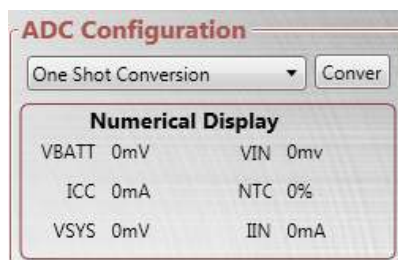 ADC Configuration
One Shot Conversion Conver
Numerical Display
VBATT 0mV VIN 0mv
ICC 0mA NTC 0%
VSYS 0mV IIN 0mA